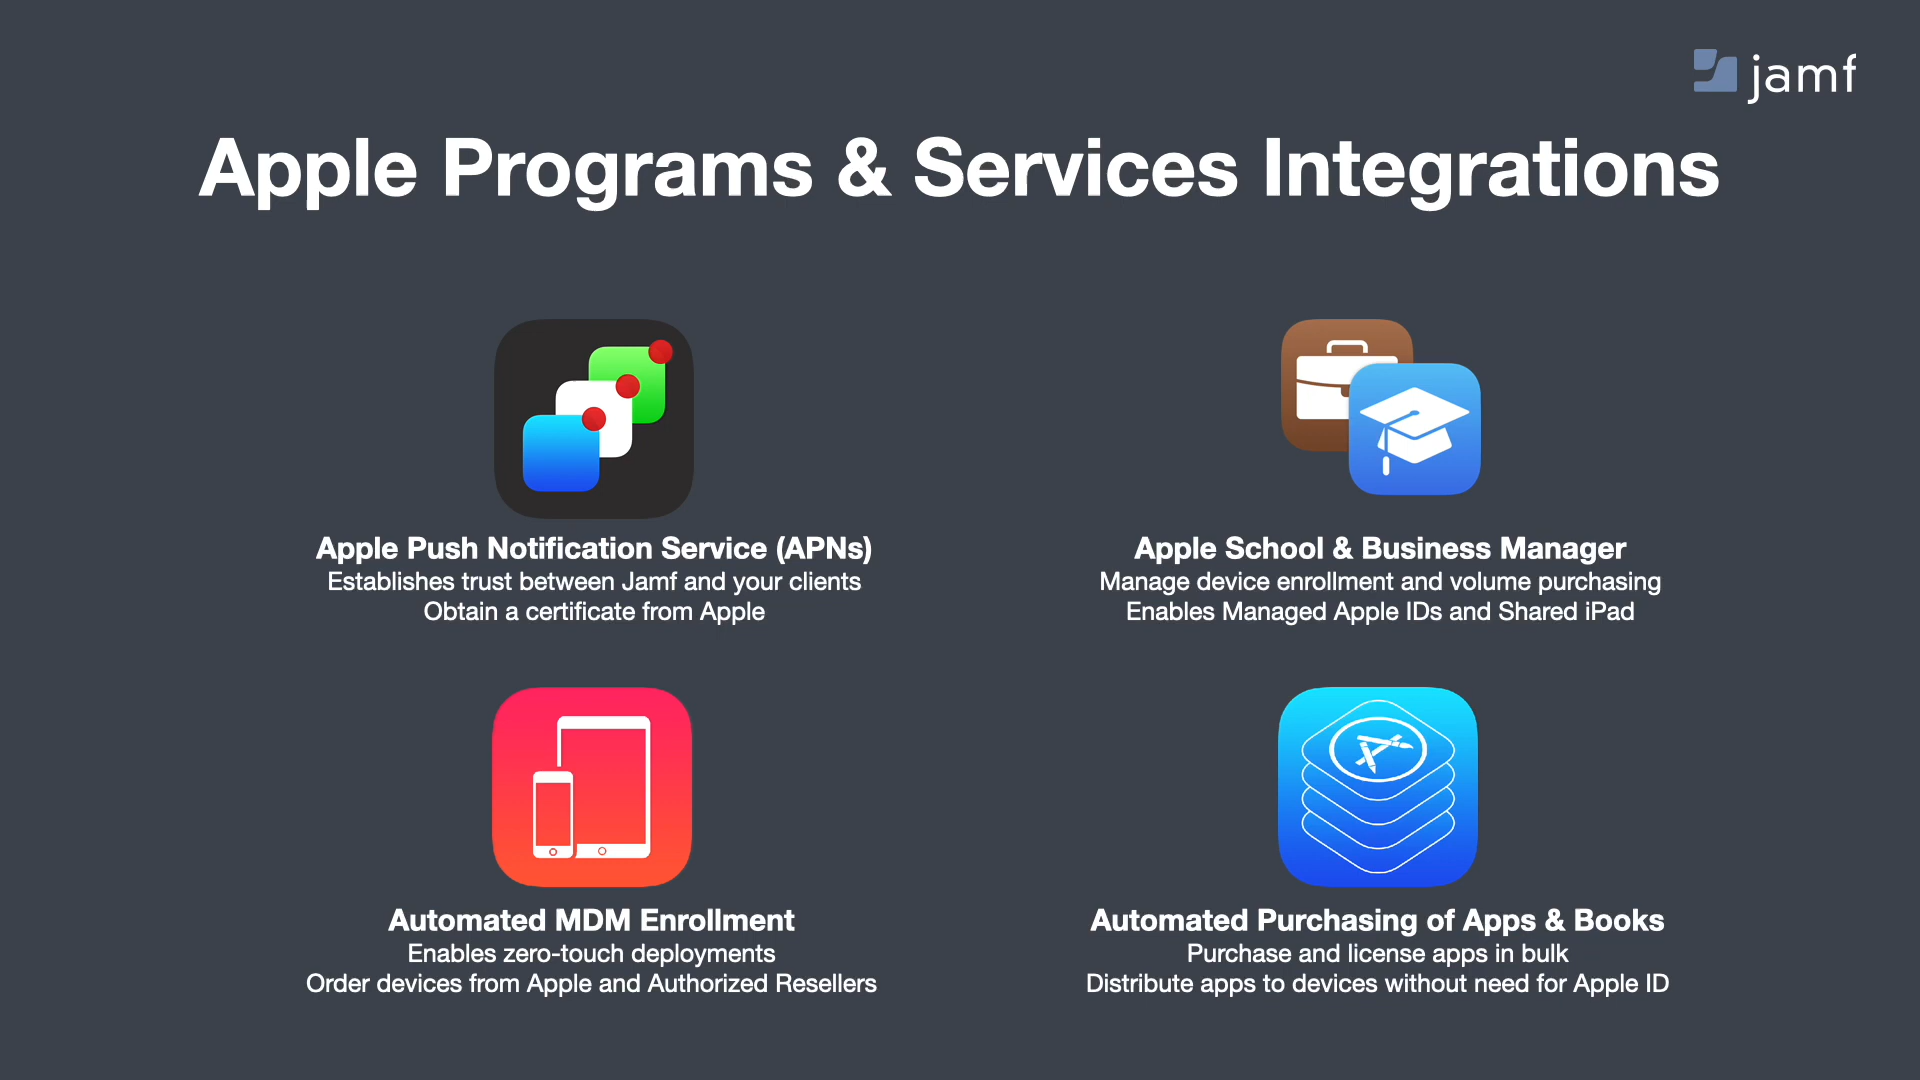 jamf
Apple Programs & Services Integrations
Apple Push Notification Service (APNs)
Establishes trust between Jamf and your clients
Obtain a certificate from Apple
Apple School & Business Manager
Manage device enrollment and volume purchasing
Enables Managed Apple IDs and Shared iPad
Automated MDM Enrollment
Enables zero-touch deployments
Order devices from Apple and Authorized Resellers
Automated Purchasing of Apps & Books
Purchase and license apps in bulk
Distribute apps to devices without need for Apple ID